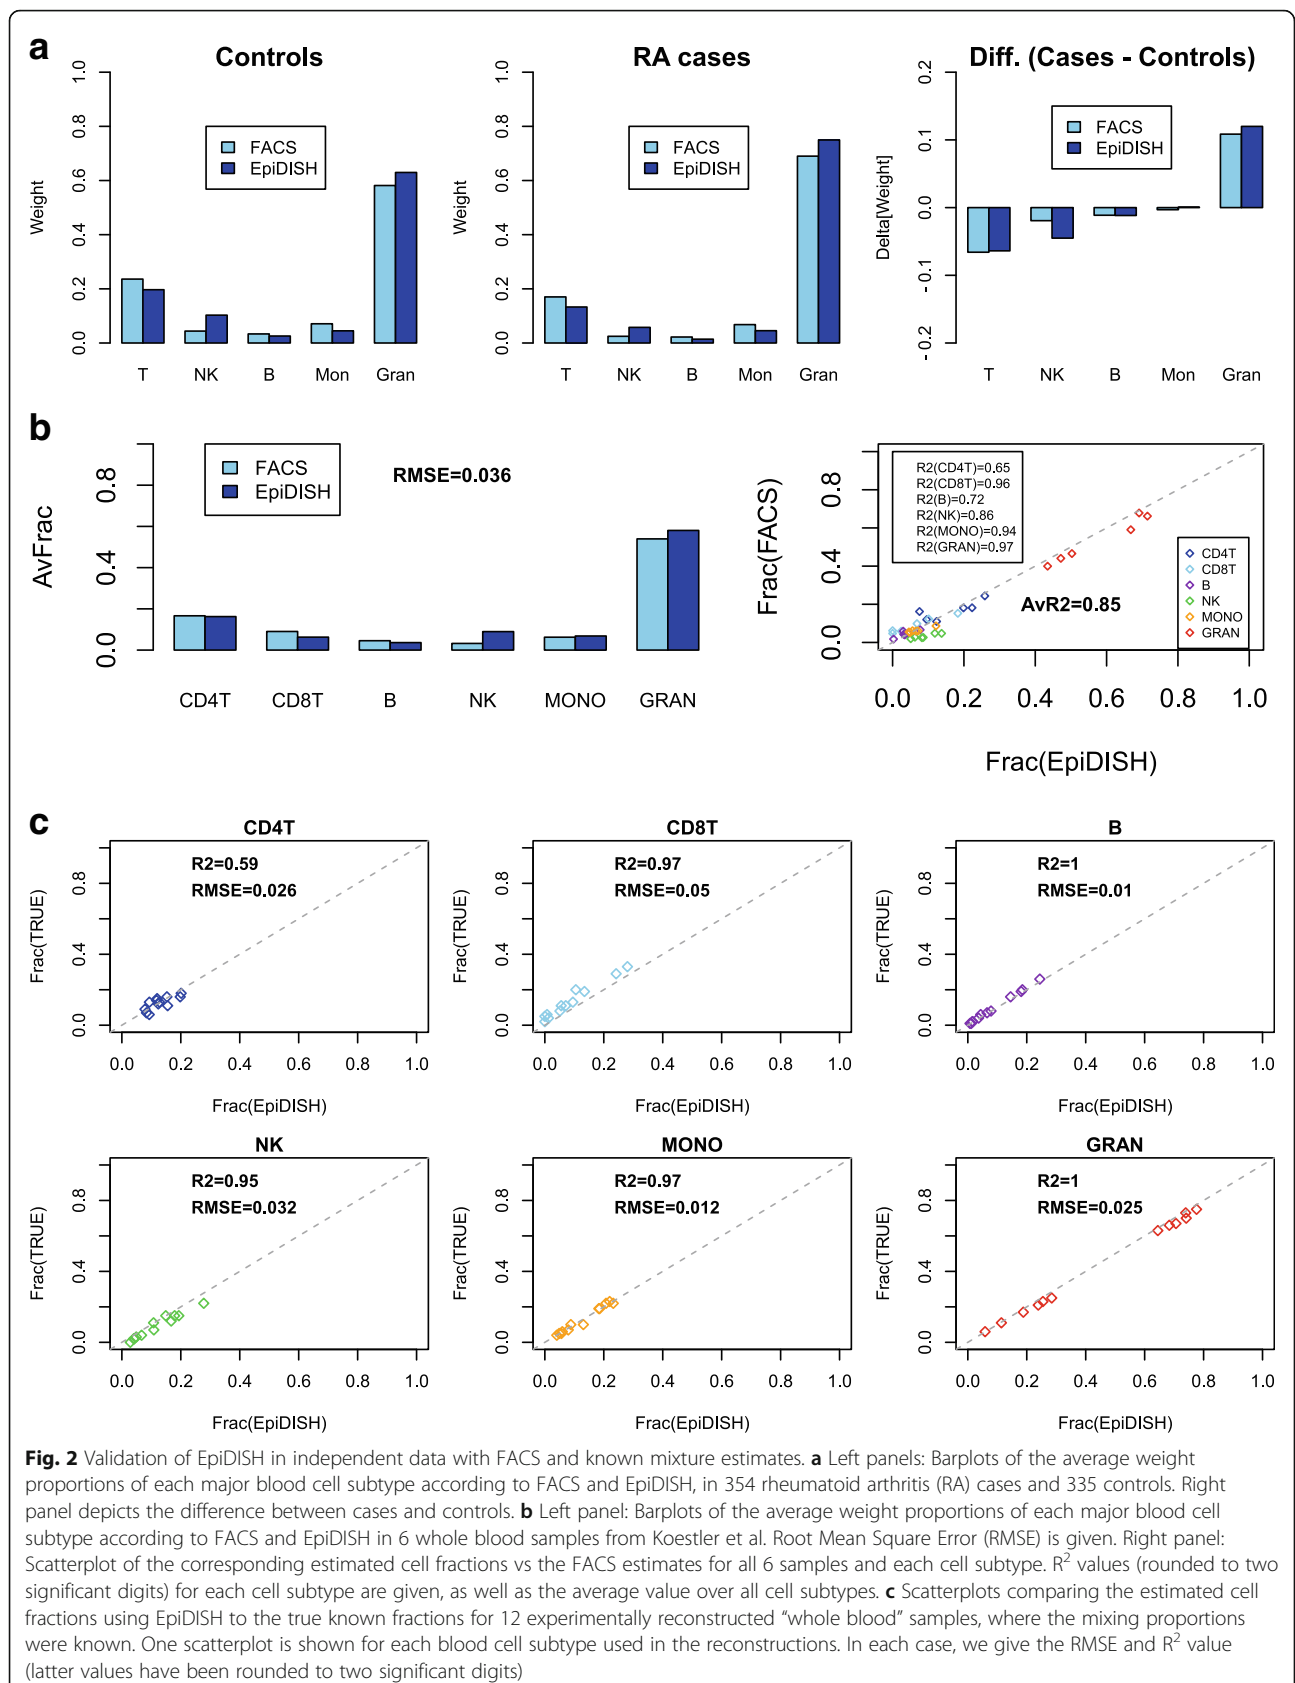 a
Controls
RA cases
Diff. (Cases - Controls)
Weight
0.0 0.2 0.4 0.6 0.8 1.0
FACS
EpiDISH
T NK B Mon Gran
Weight
0.0 0.2 0.4 0.6 0.8 1.0
FACS
EpiDISH
T NK B Mon Gran
Delta[Weight]
- 0.2 - 0.1 0.0 0.1 0.2
FACS
EpiDISH
T NK B Mon Gran
b
AvFrac
0.0 0.4 0.8
FACS
EpiDISH
RMSE=0.036
CD4T CD8T B NK MONO GRAN
Frac(FACS)
0.0 0.4 0.8
R2(CD4T)=0.65
R2(CD8T)=0.96
R2(B)=0.72
R2(NK)=0.86
R2(MONO)=0.94
R2(GRAN)=0.97
AvR2=0.85
CD4T
CD8T
B
NK
MONO
GRAN
0.0 0.2 0.4 0.6 0.8 1.0
Frac(EpiDISH)
c
CD4T
R2=0.59
RMSE=0.026
Frac(TRUE)
0.0 0.4 0.8
0.0 0.2 0.4 0.6 0.8 1.0
Frac(EpiDISH)
CD8T
R2=0.97
RMSE=0.05
Frac(TRUE)
0.0 0.4 0.8
0.0 0.2 0.4 0.6 0.8 1.0
Frac(EpiDISH)
B
R2=1
RMSE=0.01
Frac(TRUE)
0.0 0.4 0.8
0.0 0.2 0.4 0.6 0.8 1.0
Frac(EpiDISH)
NK
R2=0.95
RMSE=0.032
Frac(TRUE)
0.0 0.4 0.8
0.0 0.2 0.4 0.6 0.8 1.0
Frac(EpiDISH)
MONO
R2=0.97
RMSE=0.012
Frac(TRUE)
0.0 0.4 0.8
0.0 0.2 0.4 0.6 0.8 1.0
Frac(EpiDISH)
GRAN
R2=1
RMSE=0.025
Frac(TRUE)
0.0 0.4 0.8
0.0 0.2 0.4 0.6 0.8 1.0
Frac(EpiDISH)
Fig. 2 Validation of EpiDISH in independent data with FACS and known mixture estimates. a Left panels: Barplots of the average weight
proportions of each major blood cell subtype according to FACS and EpiDISH, in 354 rheumatoid arthritis (RA) cases and 335 controls. Right
panel depicts the difference between cases and controls. b Left panel: Barplots of the average weight proportions of each major blood cell
subtype according to FACS and EpiDISH in 6 whole blood samples from Koestler et al. Root Mean Square Error (RMSE) is given. Right panel:
Scatterplot of the corresponding estimated cell fractions vs the FACS estimates for all 6 samples and each cell subtype. R² values (rounded to two
significant digits) for each cell subtype are given, as well as the average value over all cell subtypes. c Scatterplots comparing the estimated cell
fractions using EpiDISH to the true known fractions for 12 experimentally reconstructed “whole blood” samples, where the mixing proportions
were known. One scatterplot is shown for each blood cell subtype used in the reconstructions. In each case, we give the RMSE and R² value
(latter values have been rounded to two significant digits)